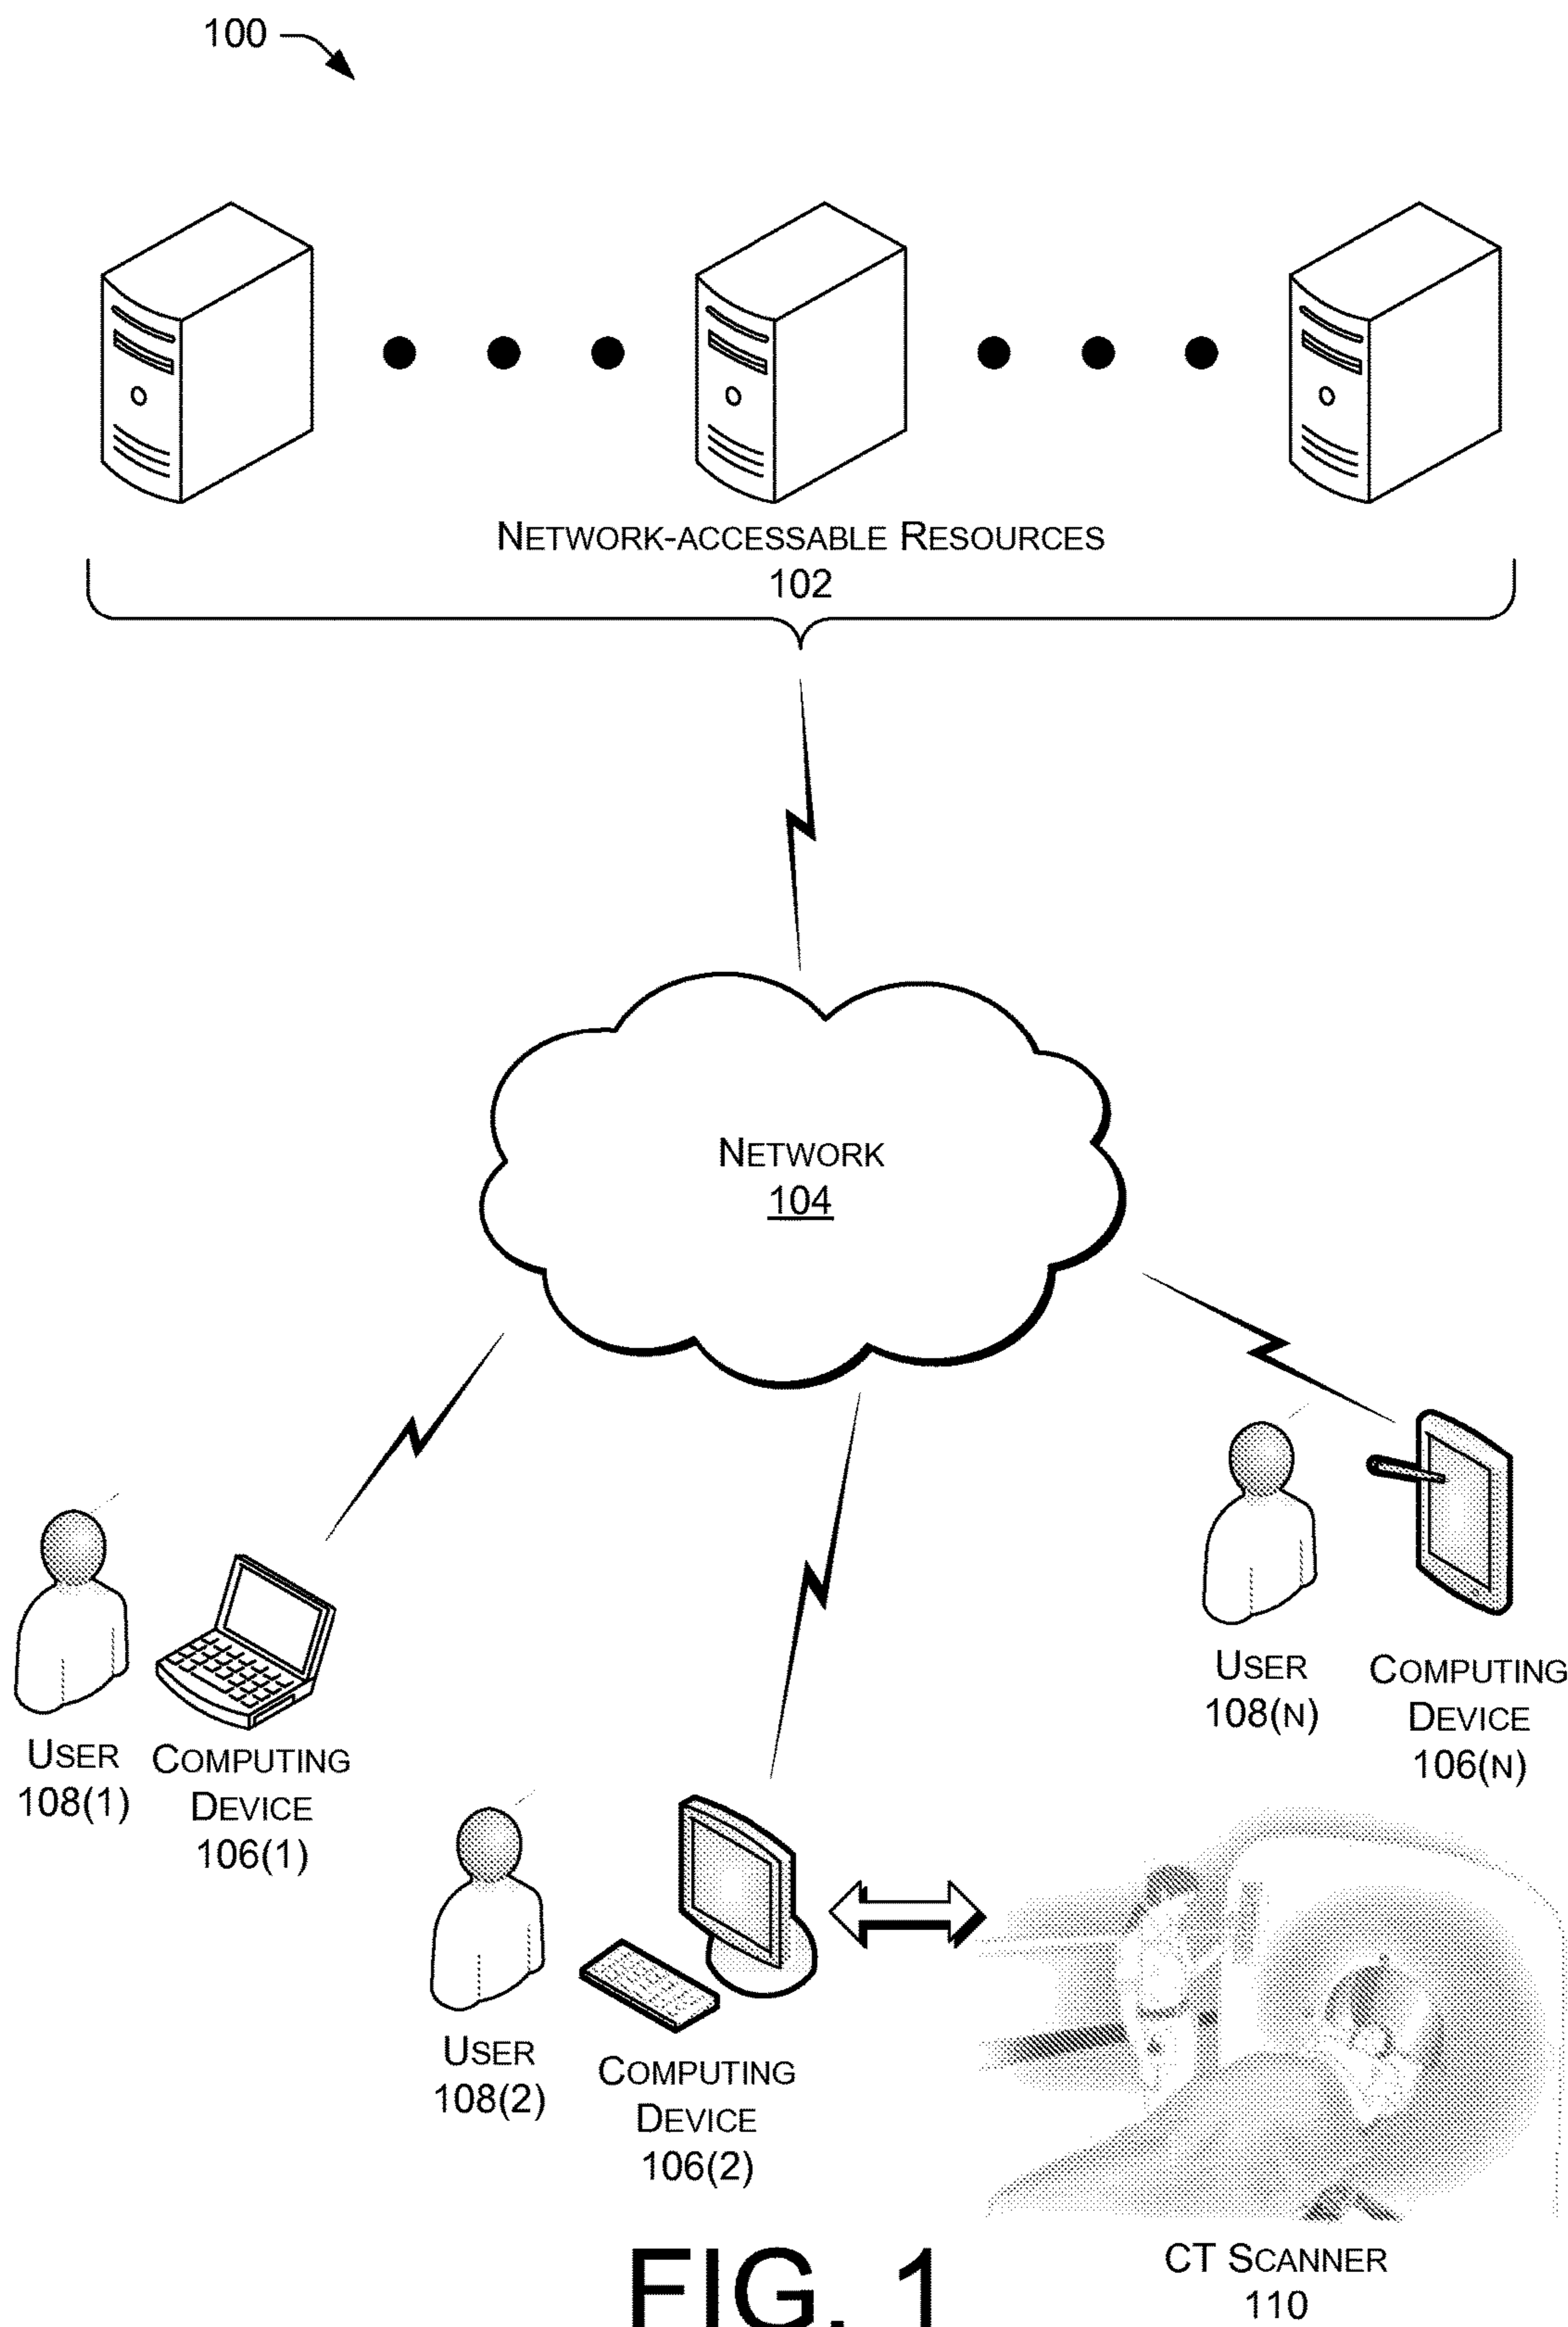 100
NETWORK-ACCESSABLE RESOURCES
102
NETWORK
104
USER
108(N)
COMPUTING
DEVICE
106(N)
USER
108(1)
COMPUTING
DEVICE
106(1)
USER
108(2)
COMPUTING
DEVICE
106(2)
CT SCANNER
110
FIG. 1